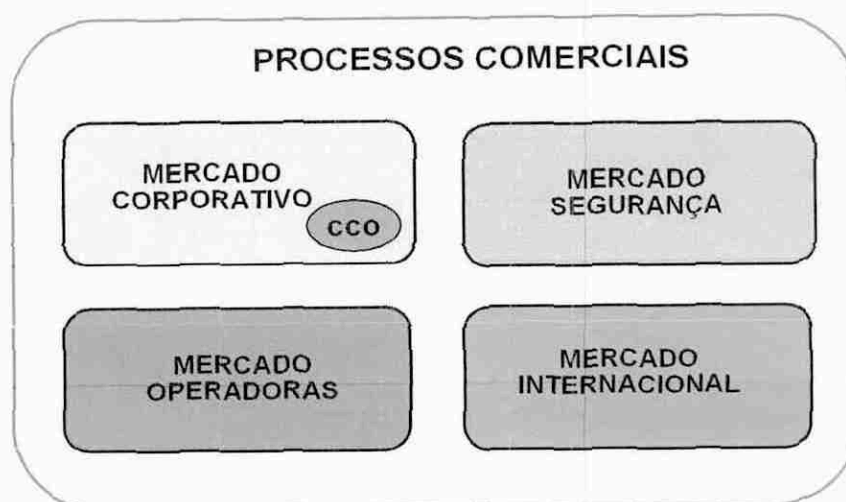 PROCESSOS COMERCIAIS
MERCADO
CORPORATIVO
CCO
MERCADO
SEGURANÇA
MERCADO
OPERADORAS
MERCADO
INTERNACIONAL